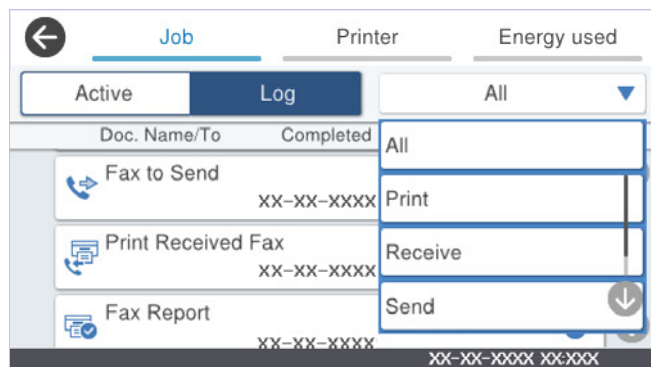 Job Printer Energy used
Active Log All
Doc. Name/To Completed
All
Fax to Send
XX-XX-XXXX
Print
Print Received Fax
XX-XX-XXXX
Receive
Fax Report
XX-XX-XXXX
Send
XX-XX-XXXX XX:XXX